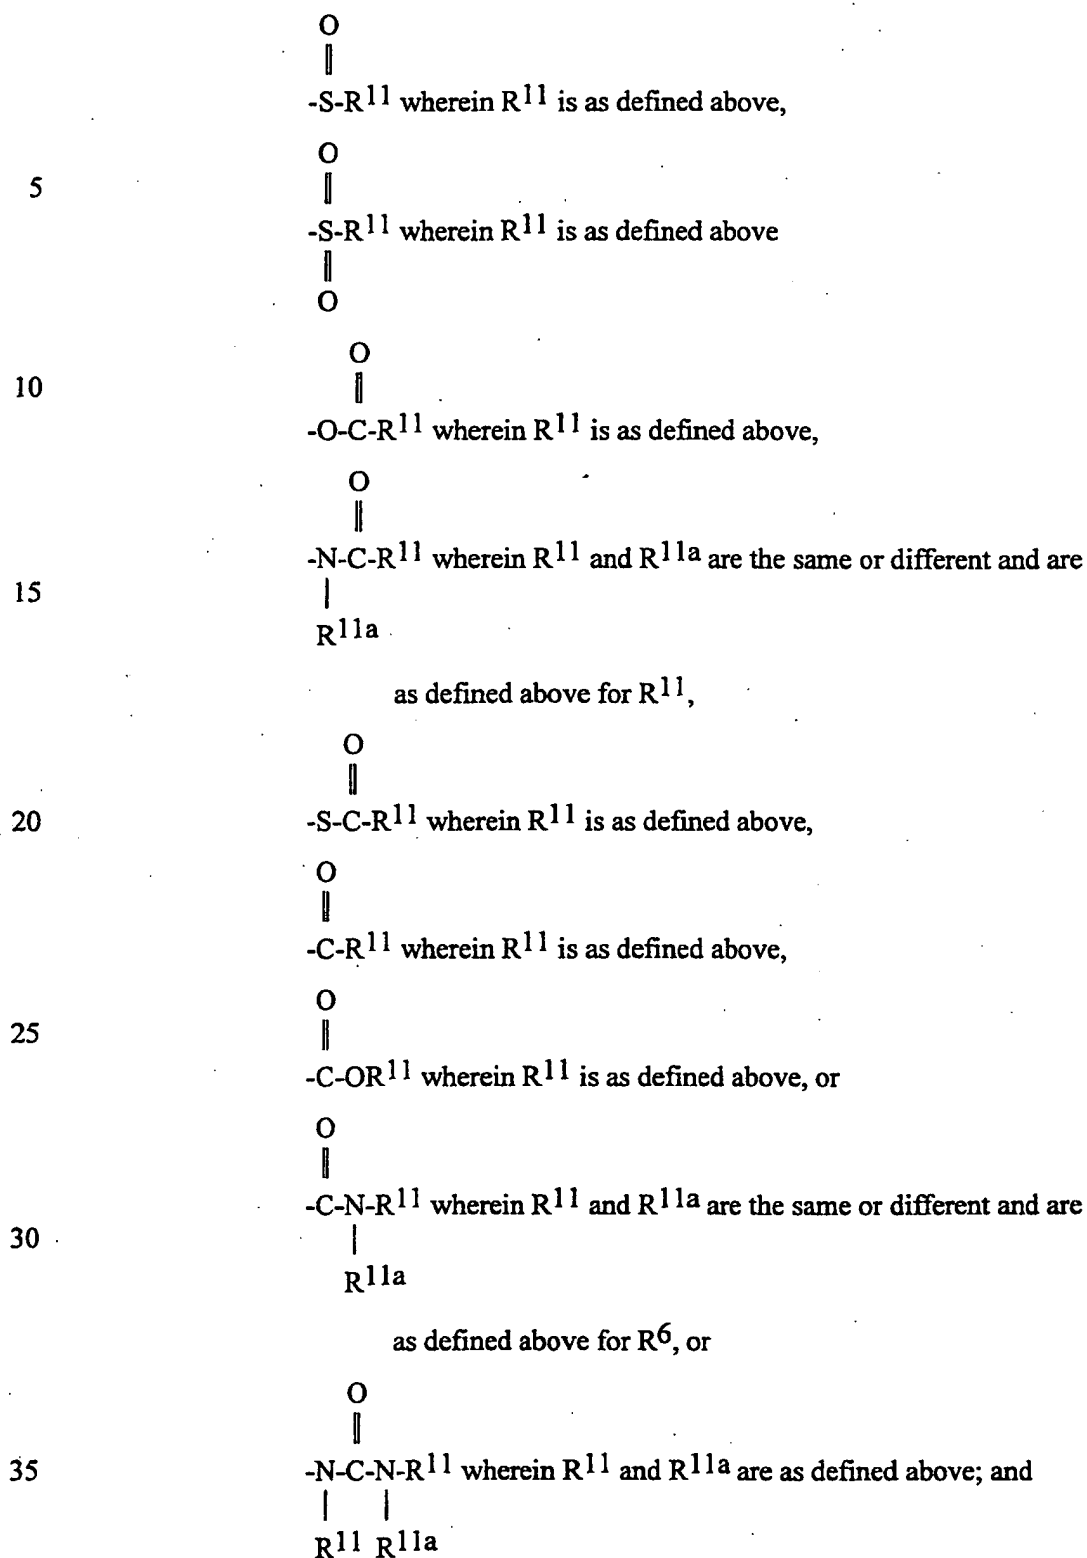 O
||
-S-R11 wherein R11 is as defined above,
O
5 ||
-S-R11 wherein R11 is as defined above
||
O
O
10 ||
-O-C-R11 wherein R11 is as defined above,
O
||
-N-C-R11 wherein R11 and R11a are the same or different and are
15 |
R11a
as defined above for R11,
O
||
20 -S-C-R11 wherein R11 is as defined above,
O
||
-C-R11 wherein R11 is as defined above,
O
25 ||
-C-OR11 wherein R11 is as defined above, or
O
||
-C-N-R11 wherein R11 and R11a are the same or different and are
30 |
R11a
as defined above for R6, or
O
||
35 -N-C-N-R11 wherein R11 and R11a are as defined above; and
| |
R11 R11a